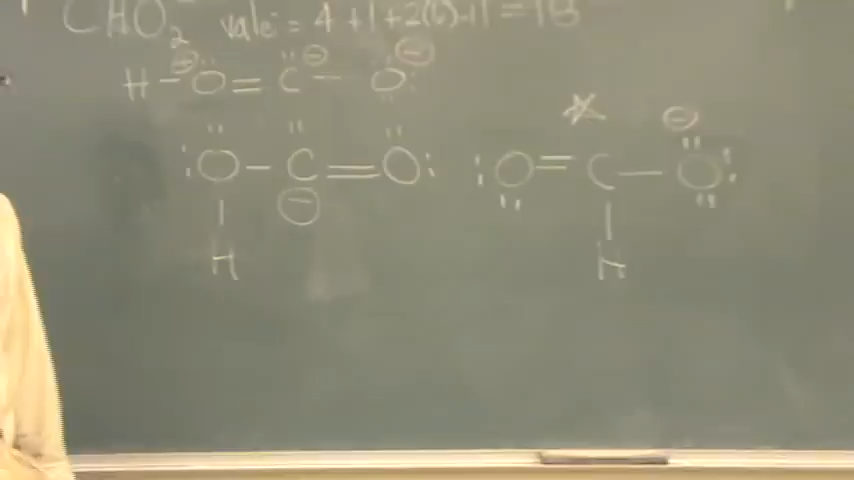 CHO₂⁻ vale⁻ = 4+1+2(6)+1 = 18
H - O = C - O
O - C = O
H
O = C - O
H